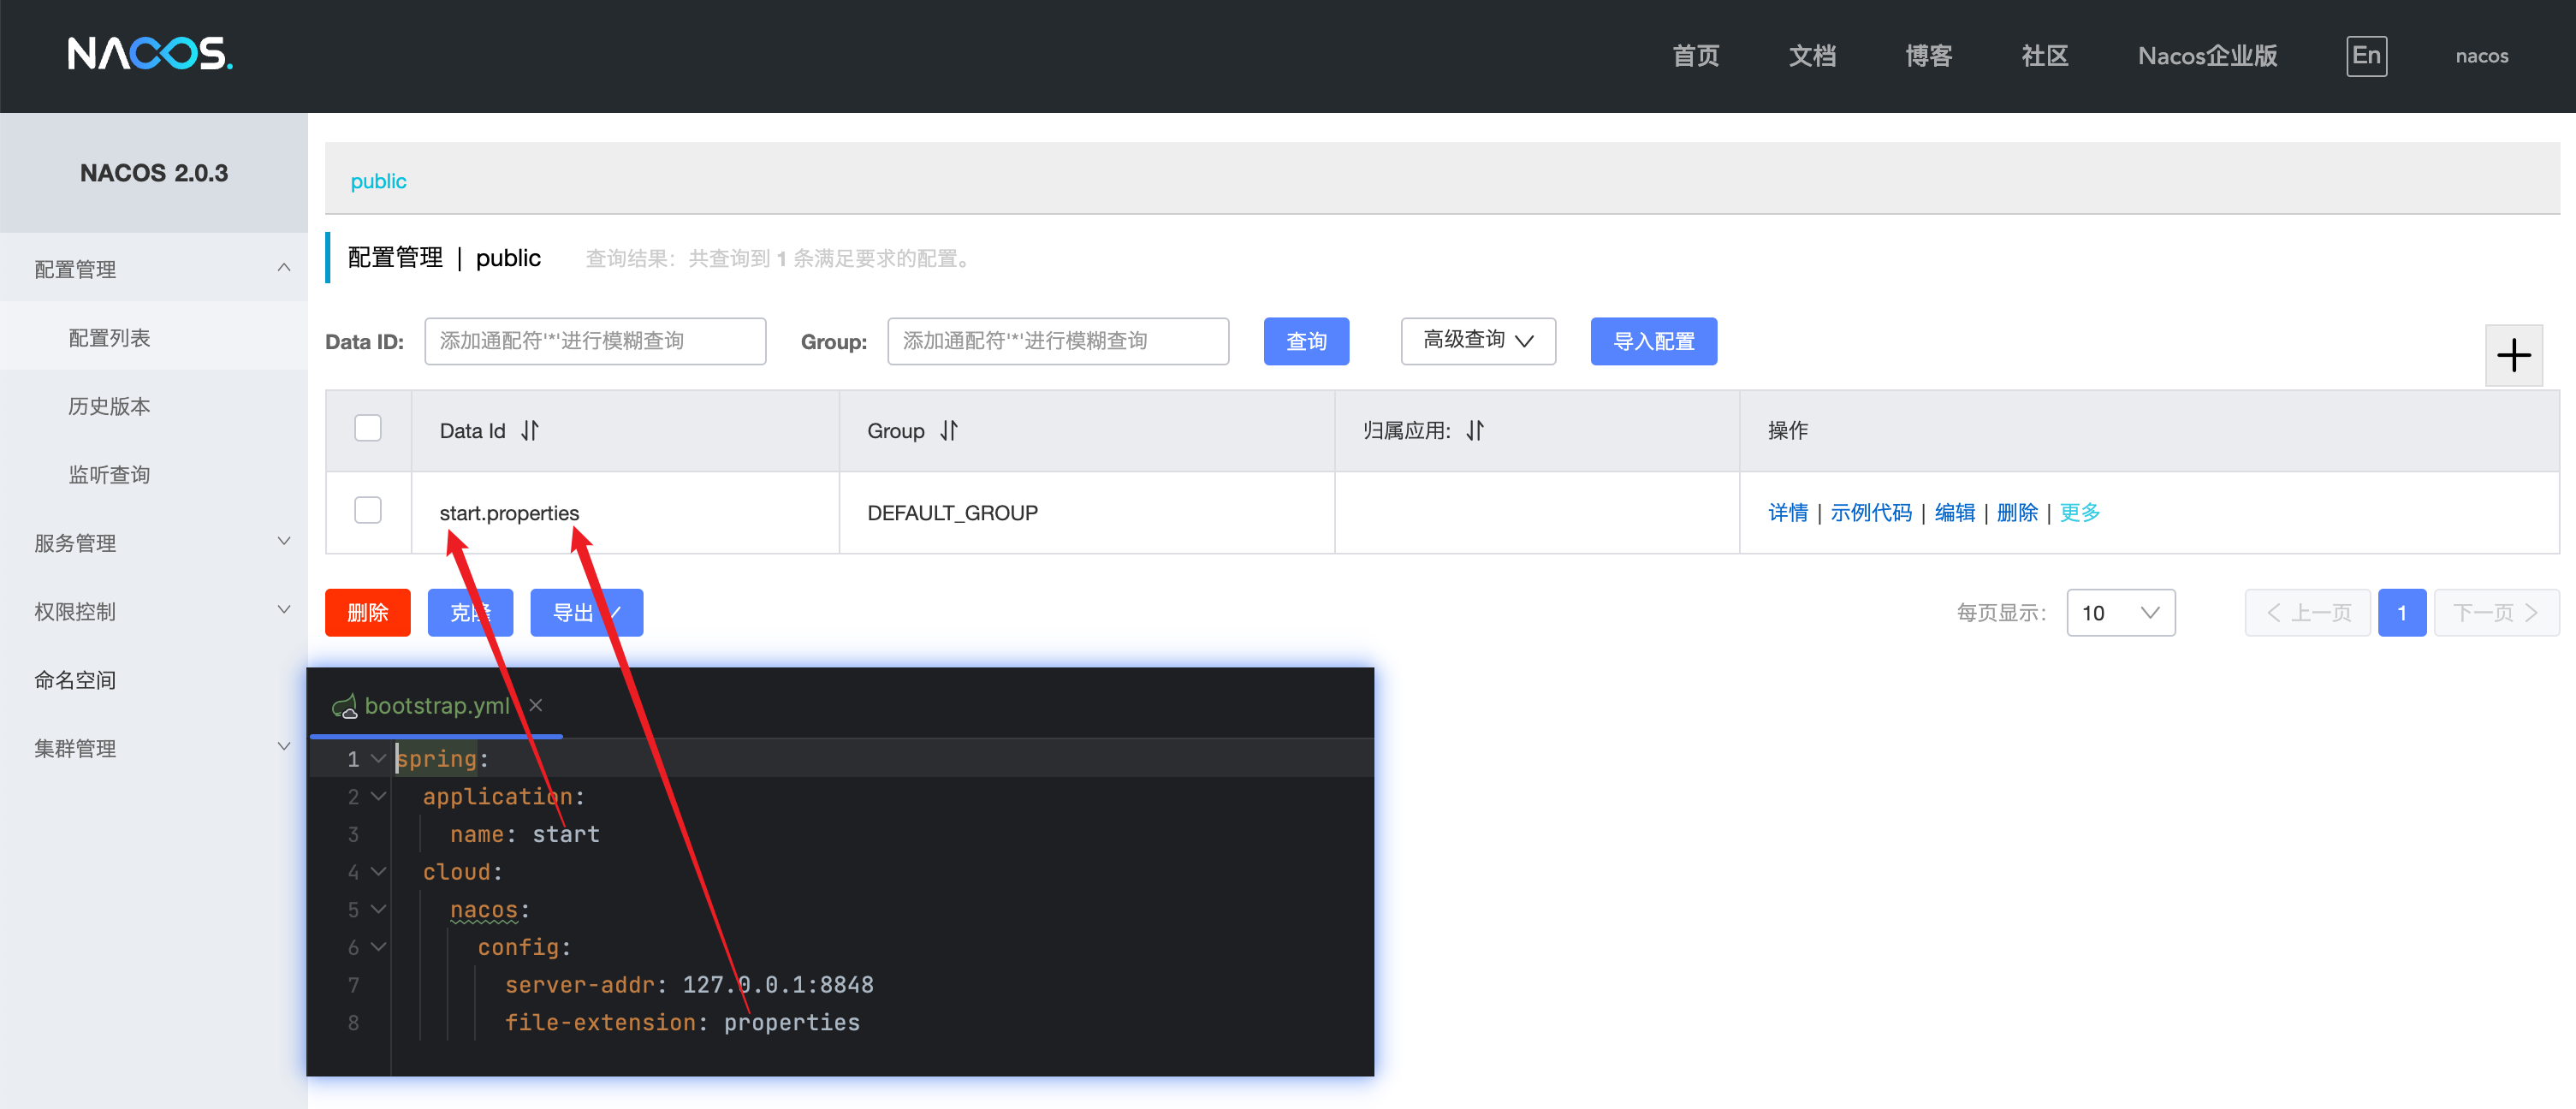 NACOS.
首页 文档 博客 社区 Nacos企业版 En nacos
NACOS 2.0.3
配置管理
配置列表
历史版本
监听查询
服务管理
权限控制
命名空间
集群管理
public
配置管理 | public 查询结果：共查询到 1 条满足要求的配置。
Data ID: 添加通配符'*'进行模糊查询 Group: 添加通配符'*'进行模糊查询 查询 高级查询 导入配置
Data Id Group 归属应用: 操作
start.properties DEFAULT_GROUP 详情 | 示例代码 | 编辑 | 删除 | 更多
删除 克隆 导出 每页显示: 10 上一页 1 下一页
bootstrap.yml
1 spring:
2 application:
3 name: start
4 cloud:
5 nacos:
6 config:
7 server-addr: 127.0.0.1:8848
8 file-extension: properties